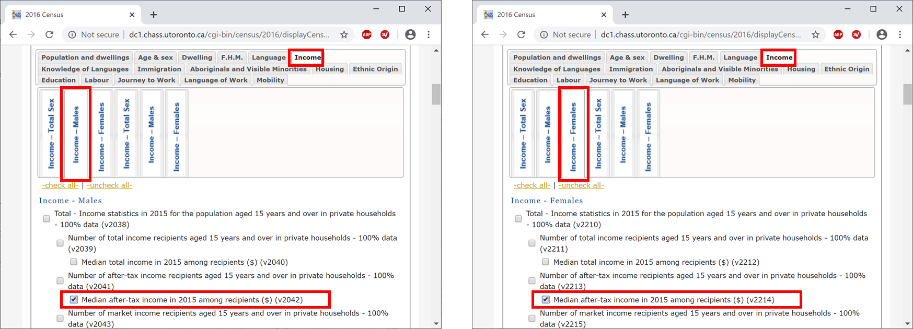 2016 Census
Not secure | dc1.chass.utoronto.ca/cgi-bin/census/2016/displayCens...
Population and dwellings Age & sex Dwelling F.H.M. Language Income
Knowledge of Languages Immigration Aboriginals and Visible Minorities Housing Ethnic Origin
Education Labour Journey to Work Language of Work Mobility
Income -- Total Sex
Income -- Males
Income -- Females
Income -- Total Sex
Income -- Males
Income -- Females
-check all- | -uncheck all-
Income - Males
Total - Income statistics in 2015 for the population aged 15 years and over in private households
- 100% data (v2038)
Number of total income recipients aged 15 years and over in private households - 100% data
(v2039)
Median total income in 2015 among recipients ($) (v2040)
Number of after-tax income recipients aged 15 years and over in private households - 100%
data (v2041)
Median after-tax income in 2015 among recipients ($) (v2042)
Number of market income recipients aged 15 years and over in private households - 100%
data (v2043)
2016 Census
Not secure | dc1.chass.utoronto.ca/cgi-bin/census/2016/displayCens...
Population and dwellings Age & sex Dwelling F.H.M. Language Income
Knowledge of Languages Immigration Aboriginals and Visible Minorities Housing Ethnic Origin
Education Labour Journey to Work Language of Work Mobility
Income -- Total Sex
Income -- Males
Income -- Females
Income -- Total Sex
Income -- Males
Income -- Females
-check all- | -uncheck all-
Income - Females
Total - Income statistics in 2015 for the population aged 15 years and over in private households
- 100% data (v2210)
Number of total income recipients aged 15 years and over in private households - 100% data
(v2211)
Median total income in 2015 among recipients ($) (v2212)
Number of after-tax income recipients aged 15 years and over in private households - 100%
data (v2213)
Median after-tax income in 2015 among recipients ($) (v2214)
Number of market income recipients aged 15 years and over in private households - 100%
data (v2215)